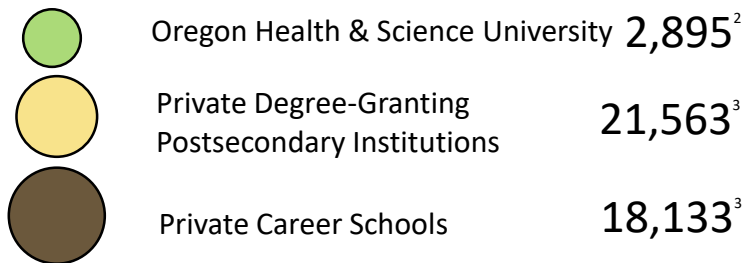 Oregon Health & Science University 2,895²
Private Degree-Granting
Postsecondary Institutions 21,563³
Private Career Schools 18,133³